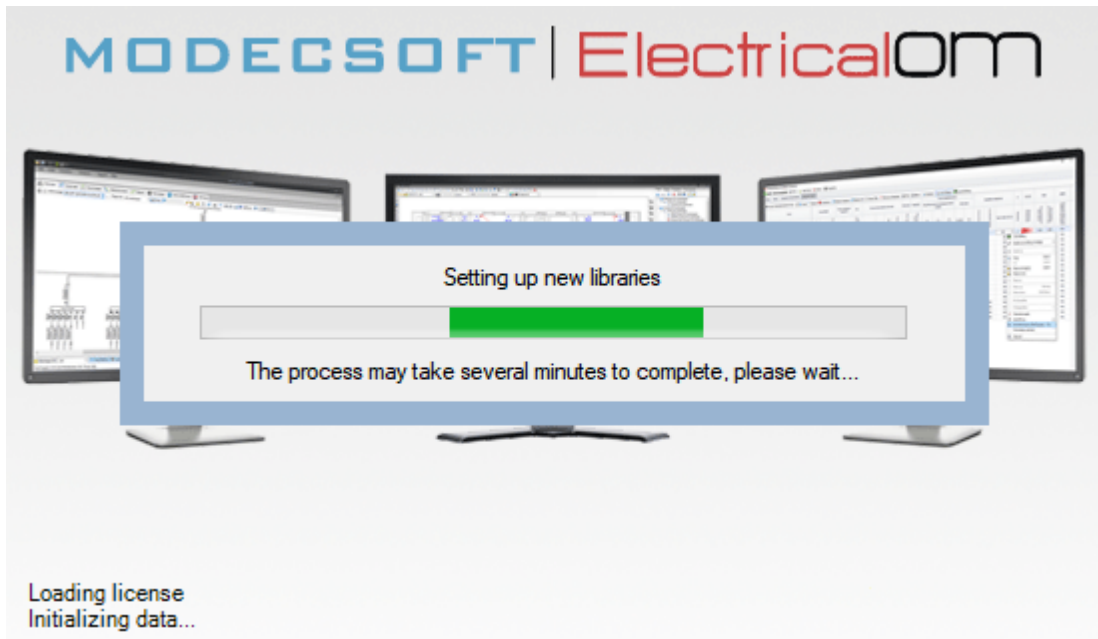 MODECSOFT ElectricalOM
Setting up new libraries
The process may take several minutes to complete, please wait...
Loading license
Initializing data...